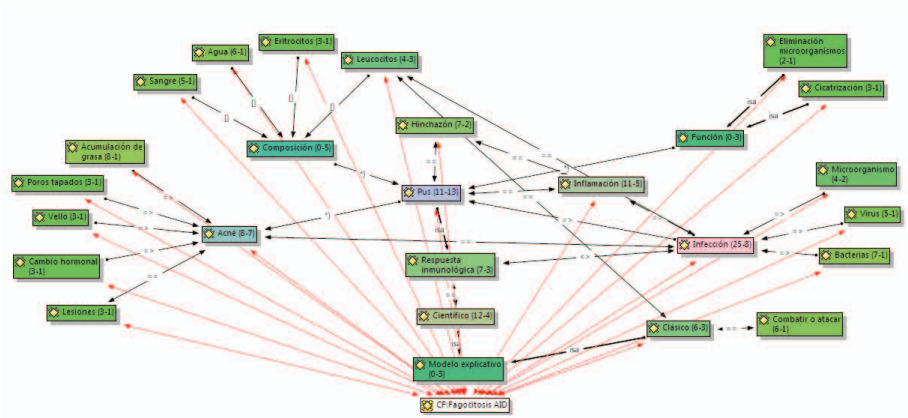 Eritrocitos (3-1)
Agua (6-1)
Leucocitos (4-3)
Sangre (5-1)
Eliminación
microorganismos
(2-1)
Cicatrización (3-1)
isa
isa
[]
[]
[]
[]
Hinchazón (7-2)
Función (0-3)
Acumulación de
grasa (8-1)
Composición (0-5)
==
==
==
*}
*}
Microorganismo
(4-2)
Poros tapados (3-1)
Pus (11-13)
==
Inflamación (11-5)
=>
=>
Vello (3-1)
=>
*}
isa
Virus (5-1)
=>
Acné (8-7)
==
Infección (25-8)
=>
=>
Cambio hormonal
(3-1)
=>
Respuesta
inmunológica (7-3)
<>
<>
Bacterias (7-1)
=>
==
==
Lesiones (3-1)
Científico (12-4)
Clásico (6-3)
==
Combatir o atacar
(6-1)
isa
isa
Modelo explicativo
(0-3)
CF:Fagocitosis AID